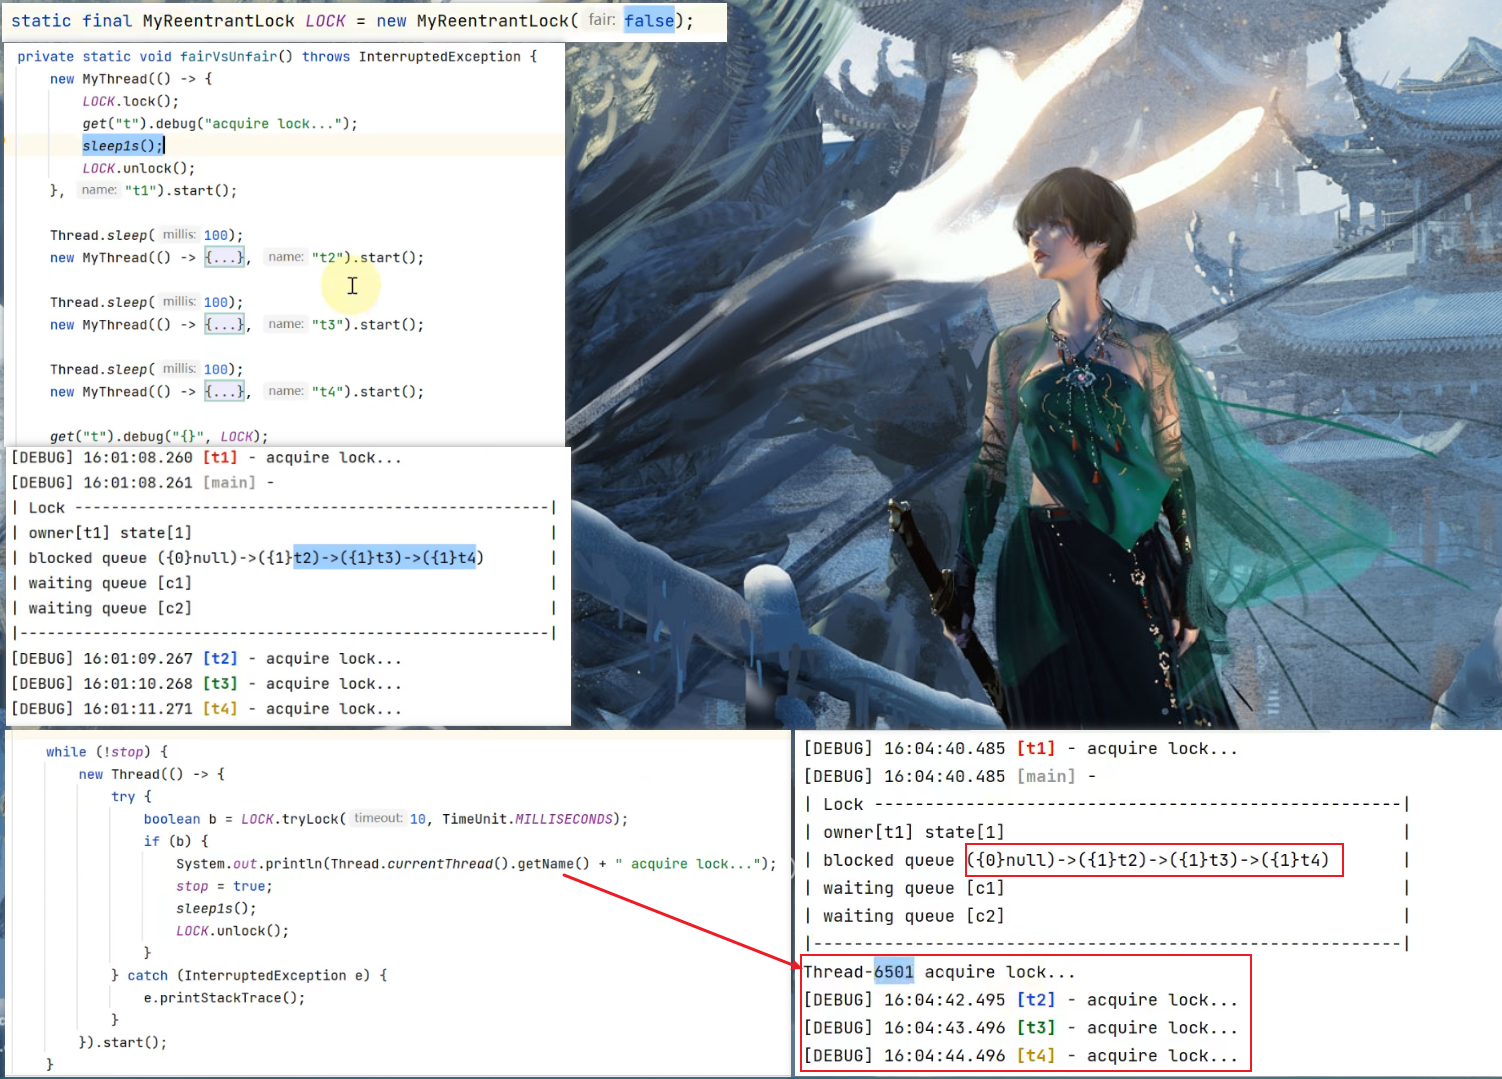 static final MyReentrantLock LOCK = new MyReentrantLock( fair: false);
private static void fairVsUnfair() throws InterruptedException {
new MyThread(() -> {
LOCK.lock();
get("t").debug("acquire lock...");
sleep1s();
LOCK.unlock();
}, name: "t1").start();
Thread.sleep( millis: 100);
new MyThread(() -> {...}, name: "t2").start();
Thread.sleep( millis: 100);
new MyThread(() -> {...}, name: "t3").start();
Thread.sleep( millis: 100);
new MyThread(() -> {...}, name: "t4").start();
get("t").debug("{}", LOCK);
[DEBUG] 16:01:08.260 [t1] - acquire lock...
[DEBUG] 16:01:08.261 [main] -
| Lock ----------------------------------------------------|
| owner[t1] state[1] |
| blocked queue ({0}null)->({1}t2)->({1}t3)->({1}t4) |
| waiting queue [c1] |
| waiting queue [c2] |
|----------------------------------------------------------|
[DEBUG] 16:01:09.267 [t2] - acquire lock...
[DEBUG] 16:01:10.268 [t3] - acquire lock...
[DEBUG] 16:01:11.271 [t4] - acquire lock...
while (!stop) {
new Thread(() -> {
try {
boolean b = LOCK.tryLock( timeout: 10, TimeUnit.MILLISECONDS);
if (b) {
System.out.println(Thread.currentThread().getName() + " acquire lock...");
stop = true;
sleep1s();
LOCK.unlock();
}
} catch (InterruptedException e) {
e.printStackTrace();
}
}).start();
}
[DEBUG] 16:04:40.485 [t1] - acquire lock...
[DEBUG] 16:04:40.485 [main] -
| Lock ----------------------------------------------------|
| owner[t1] state[1] |
| blocked queue ({0}null)->({1}t2)->({1}t3)->({1}t4) |
| waiting queue [c1] |
| waiting queue [c2] |
|----------------------------------------------------------|
Thread-6501 acquire lock...
[DEBUG] 16:04:42.495 [t2] - acquire lock...
[DEBUG] 16:04:43.496 [t3] - acquire lock...
[DEBUG] 16:04:44.496 [t4] - acquire lock...